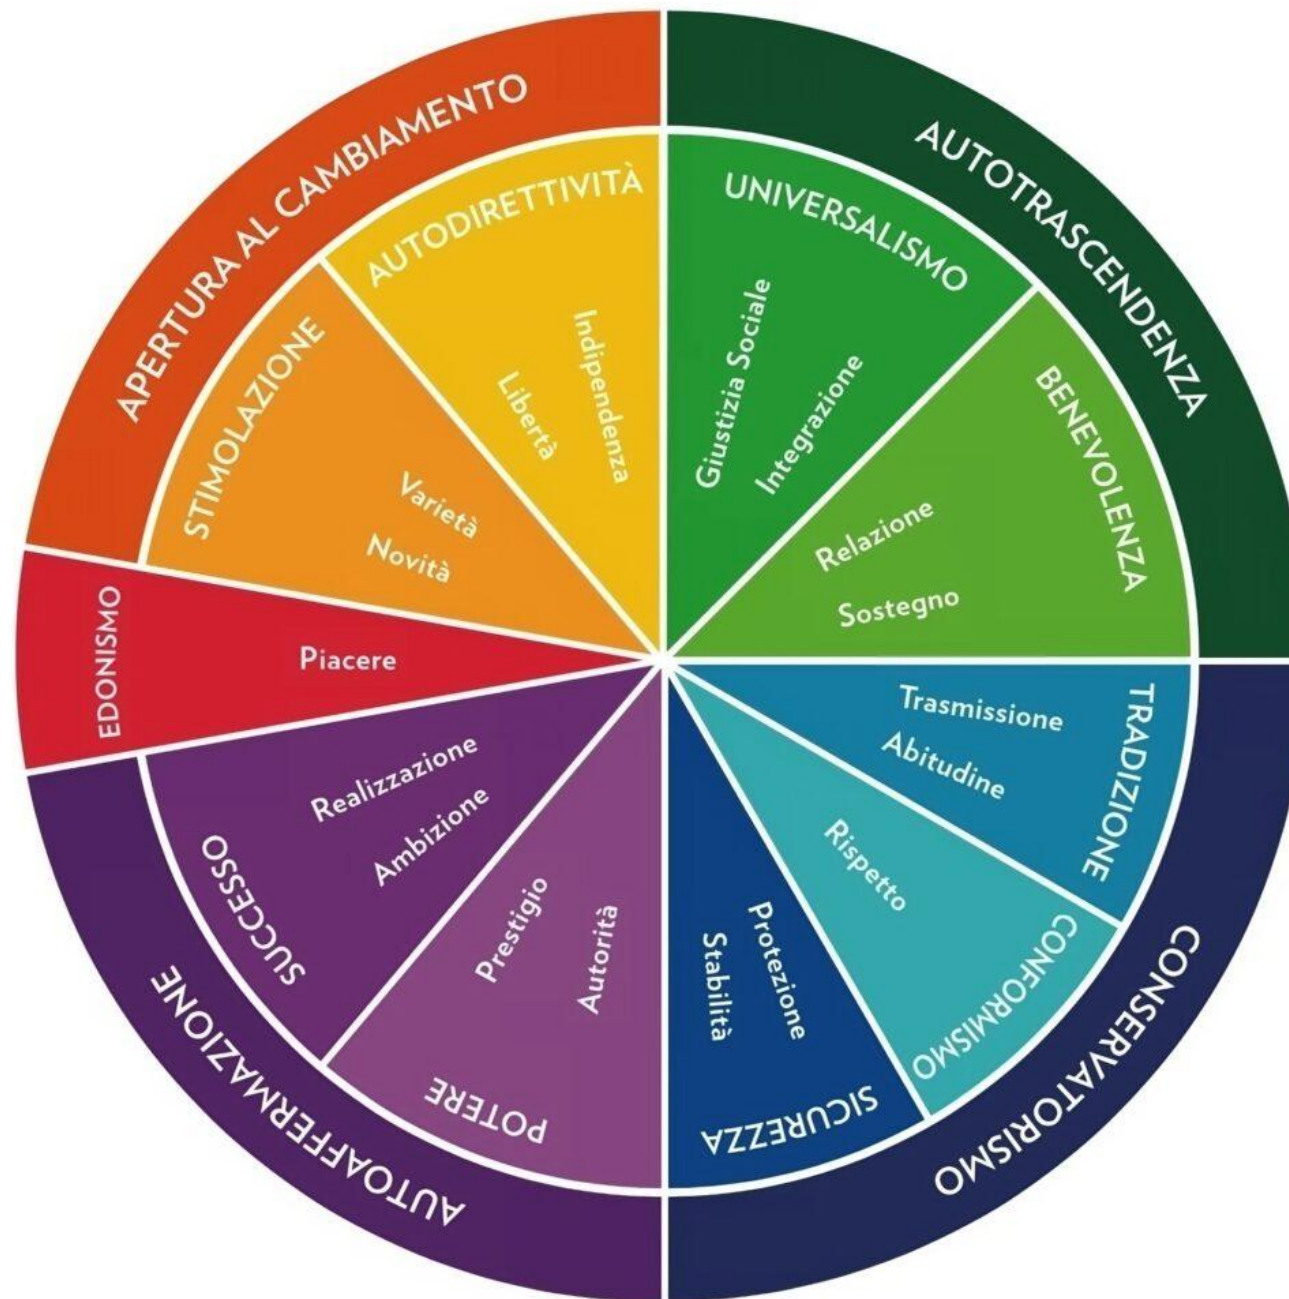 APERTURA AL CAMBIAMENTO
AUTODIRETTIVITÀ
Indipendenza
Libertà
STIMOLAZIONE
Varietà
Novità
EDONISMO
Piacere
AUTOTRASCENDENZA
UNIVERSALISMO
Giustizia Sociale
Integrazione
BENEVOLENZA
Relazione
Sostegno
CONSERVATORISMO
TRADIZIONE
Trasmissione
Abitudine
CONFORMISMO
Rispetto
SICUREZZA
Protezione
Stabilità
AUTOAFFERMAZIONE
POTERE
Autorità
Prestigio
SUCCESSO
Ambizione
Realizzazione